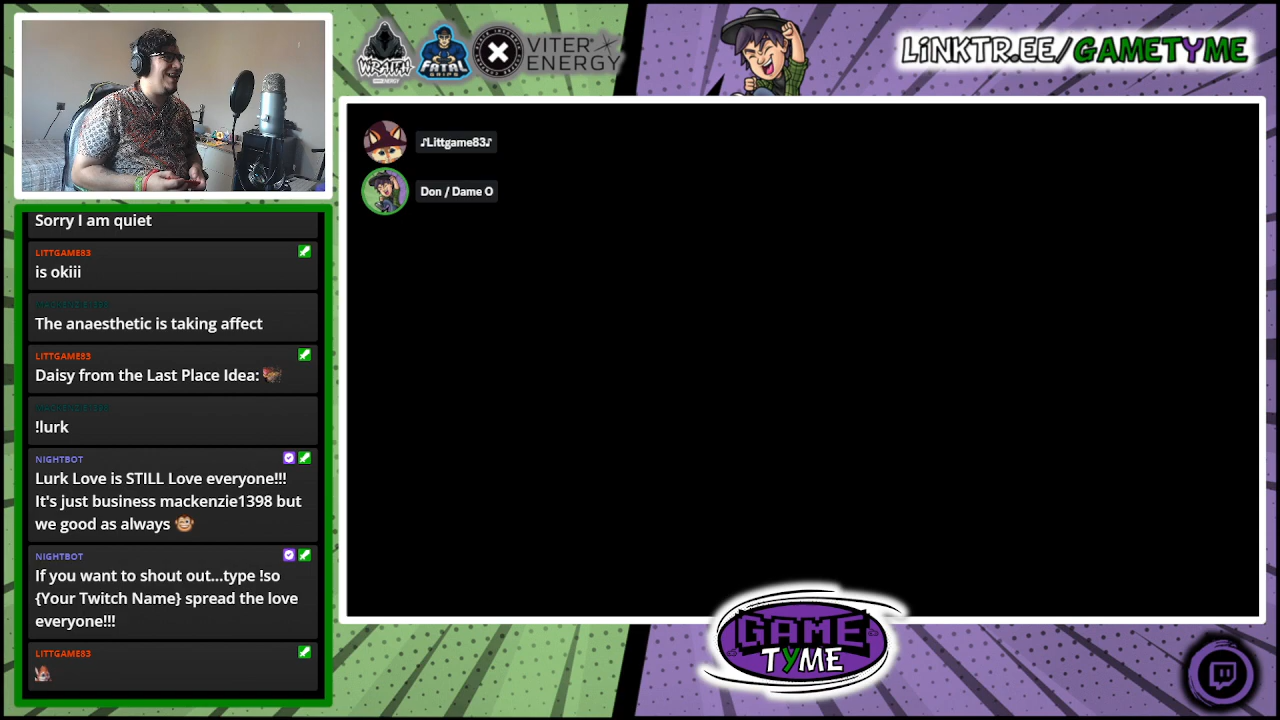 WRATH
FATAL
GRIPS
VITER
ENERGY
LINKTR.EE/GAMETYME
♪Littgame83♪
Don / Dame O
Sorry I am quiet
LITTGAME83
is okiii
The anaesthetic is taking affect
LITTGAME83
Daisy from the Last Place Idea:
!lurk
NIGHTBOT
Lurk Love is STILL Love everyone!!!
It's just business mackenzie1398 but
we good as always
NIGHTBOT
If you want to shout out...type !so
{Your Twitch Name} spread the love
everyone!!!
LITTGAME83
GAME
TYME